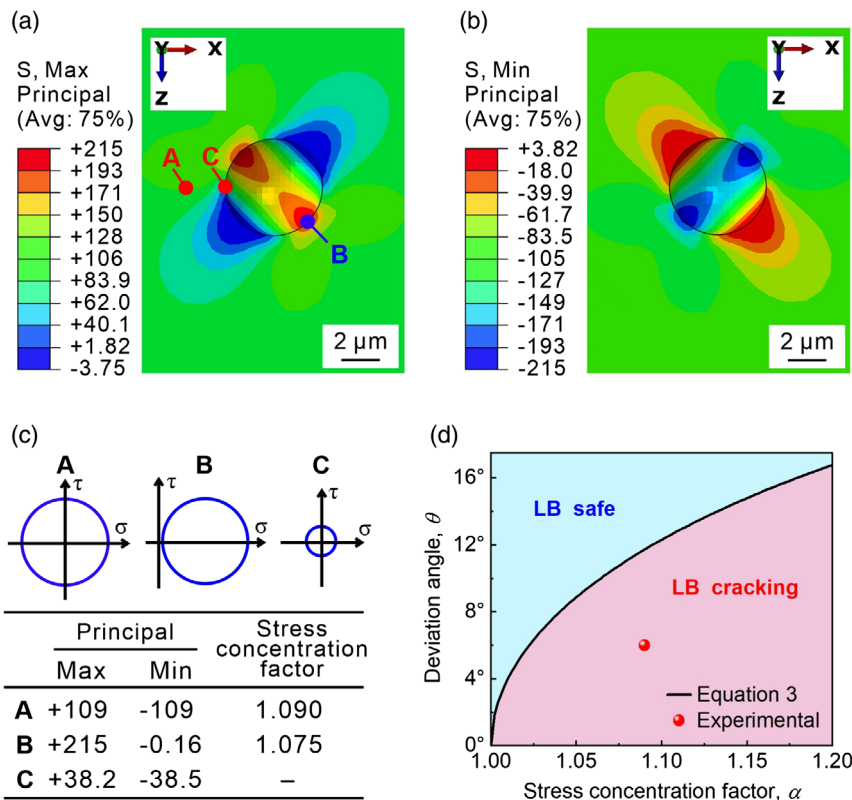 (a)
Y X
Z
S, Max
Principal
(Avg: 75%)
+215
+193
+171
+150
+128
+106
+83.9
+62.0
+40.1
+1.82
-3.75
A
C
B
2 μm
(b)
Y X
Z
S, Min
Principal
(Avg: 75%)
+3.82
-18.0
-39.9
-61.7
-83.5
-105
-127
-149
-171
-193
-215
2 μm
(c)
A B C
τ τ τ
σ σ σ
Principal Stress concentration factor
Max Min
A +109 -109 1.090
B +215 -0.16 1.075
C +38.2 -38.5 –
(d)
Deviation angle, θ
16°
12°
8°
4°
0°
LB safe
LB cracking
Equation 3
Experimental
1.00 1.05 1.10 1.15 1.20
Stress concentration factor, α